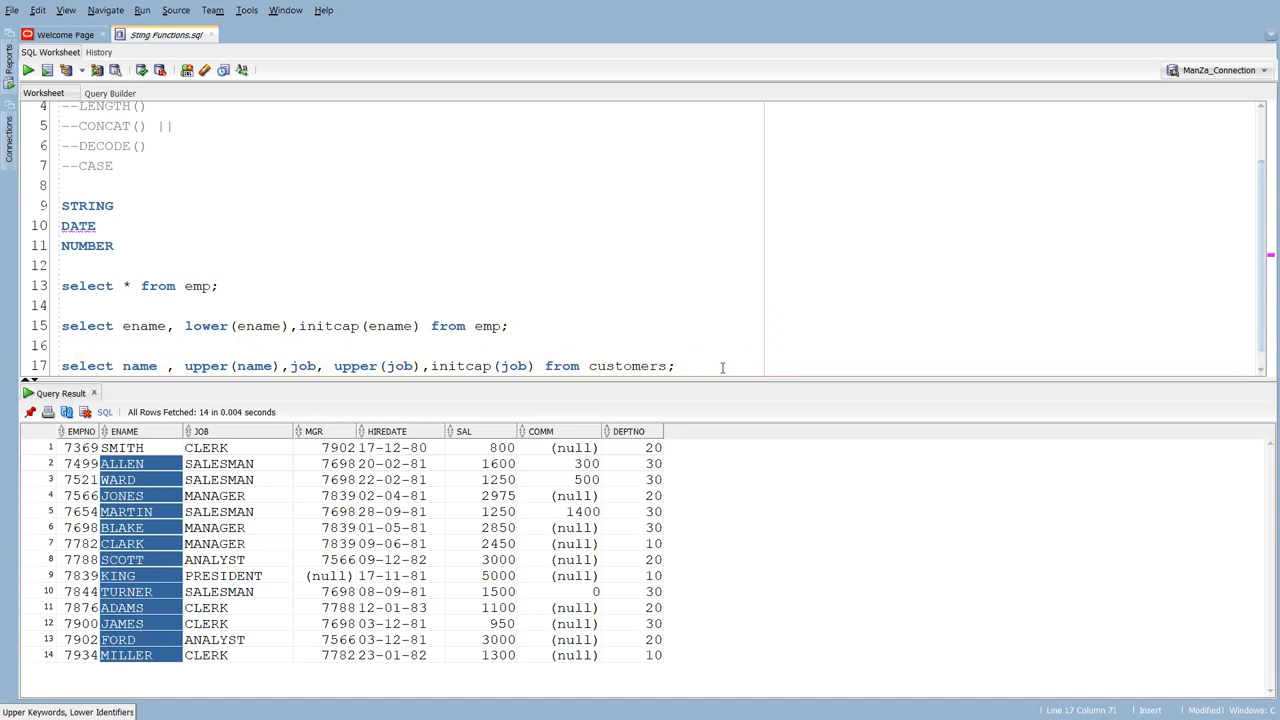 File Edit View Navigate Run Source Team Tools Window Help
Welcome Page × Sting Functions.sql ×
SQL Worksheet History
ManZa_Connection
Worksheet Query Builder
Reports
Connections
4 --LENGTH()
5 --CONCAT() ||
6 --DECODE()
7 --CASE
8
9 STRING
10 DATE
11 NUMBER
12
13 select * from emp;
14
15 select ename, lower(ename),initcap(ename) from emp;
16
17 select name , upper(name),job, upper(job),initcap(job) from customers;
Query Result ×
SQL All Rows Fetched: 14 in 0.004 seconds
EMPNO ENAME JOB MGR HIREDATE SAL COMM DEPTNO
1 7369 SMITH CLERK 7902 17-12-80 800 (null) 20
2 7499 ALLEN SALESMAN 7698 20-02-81 1600 300 30
3 7521 WARD SALESMAN 7698 22-02-81 1250 500 30
4 7566 JONES MANAGER 7839 02-04-81 2975 (null) 20
5 7654 MARTIN SALESMAN 7698 28-09-81 1250 1400 30
6 7698 BLAKE MANAGER 7839 01-05-81 2850 (null) 30
7 7782 CLARK MANAGER 7839 09-06-81 2450 (null) 10
8 7788 SCOTT ANALYST 7566 09-12-82 3000 (null) 20
9 7839 KING PRESIDENT (null) 17-11-81 5000 (null) 10
10 7844 TURNER SALESMAN 7698 08-09-81 1500 0 30
11 7876 ADAMS CLERK 7788 12-01-83 1100 (null) 20
12 7900 JAMES CLERK 7698 03-12-81 950 (null) 30
13 7902 FORD ANALYST 7566 03-12-81 3000 (null) 20
14 7934 MILLER CLERK 7782 23-01-82 1300 (null) 10
Upper Keywords, Lower Identifiers
Line 17 Column 71 Insert Modified Windows: C